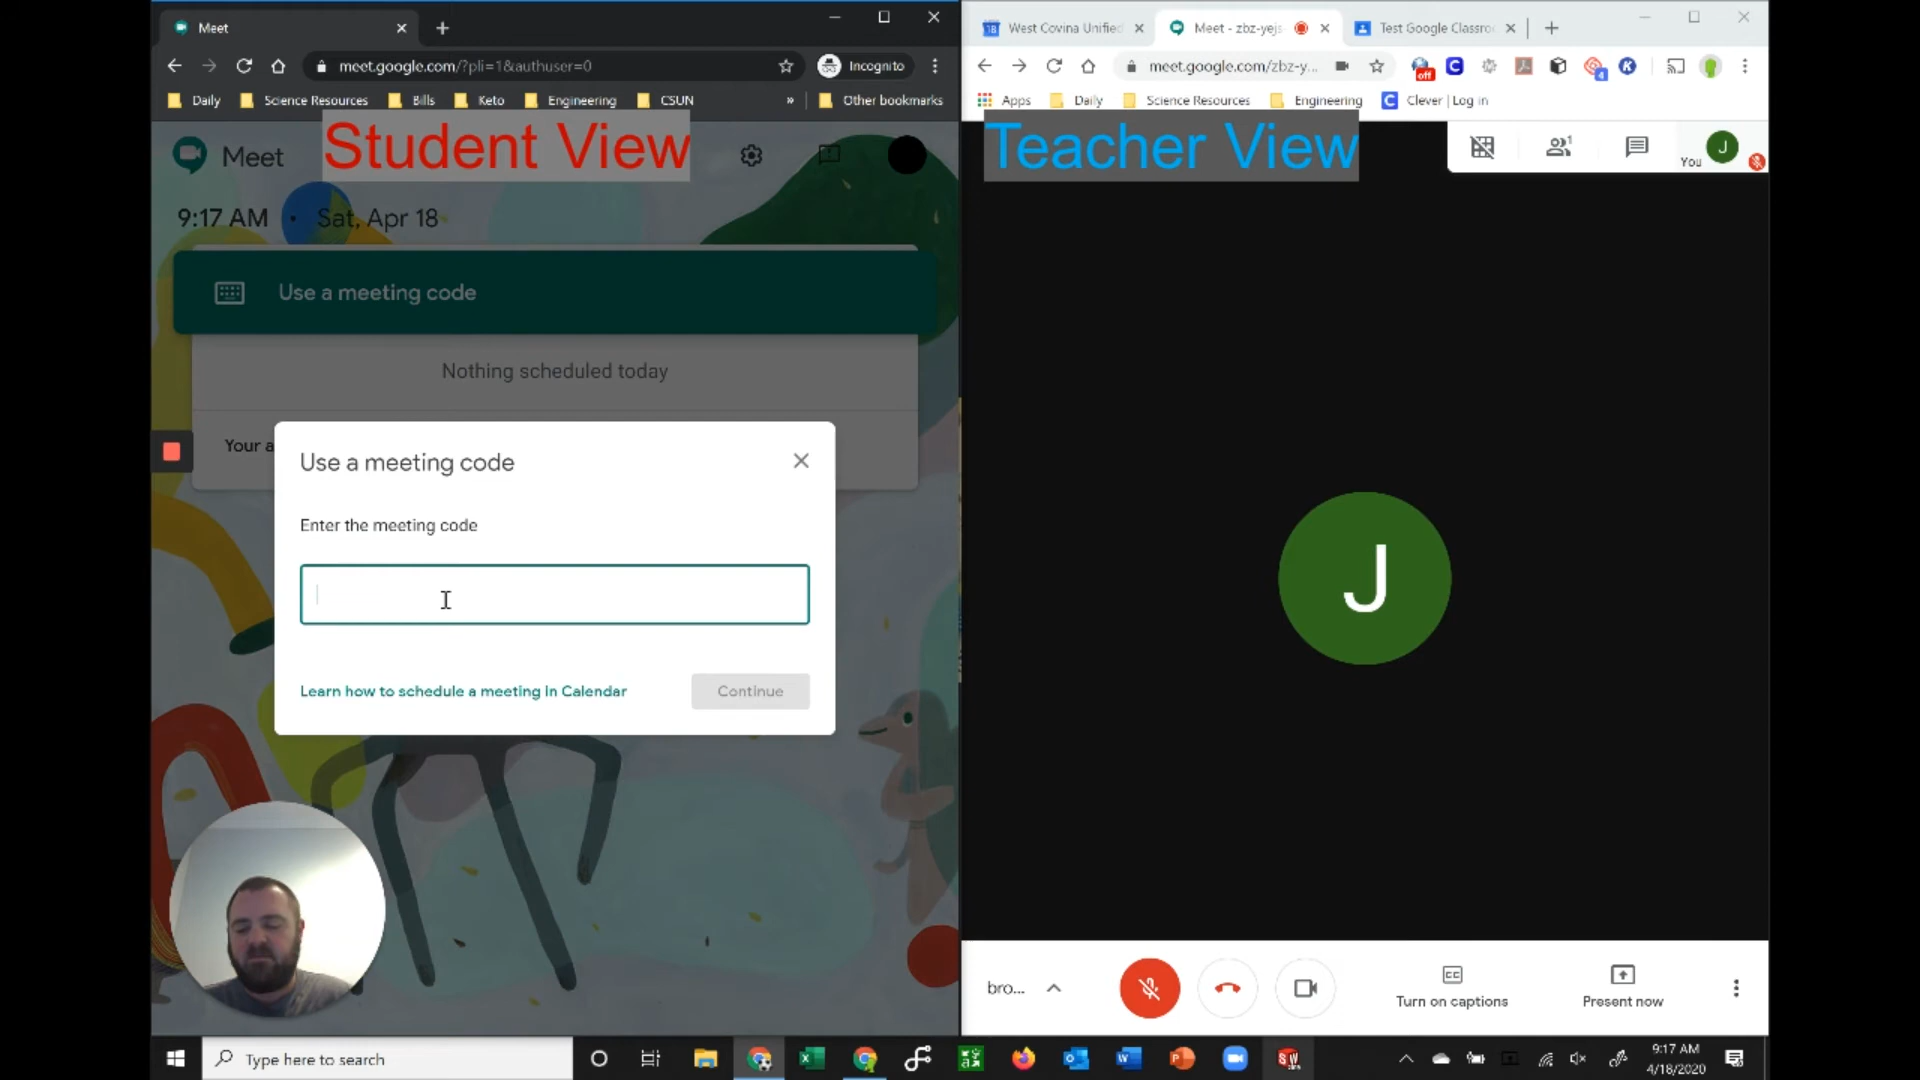 Meet
meet.google.com/?pli=1&authuser=0
Incognito
Daily
Science Resources
Bills
Keto
Engineering
CSUN
»
Other bookmarks
Meet
Student View
9:17 AM • Sat, Apr 18
Use a meeting code
Nothing scheduled today
Your a
Use a meeting code
Enter the meeting code
Learn how to schedule a meeting in Calendar
Continue
West Covina Unified
Meet - zbz-yejs
Test Google Classro
meet.google.com/zbz-y...
off
4
Apps
Daily
Science Resources
Engineering
Clever | Log in
Teacher View
1
You
J
J
bro...
Turn on captions
Present now
Type here to search
9:17 AM
4/18/2020